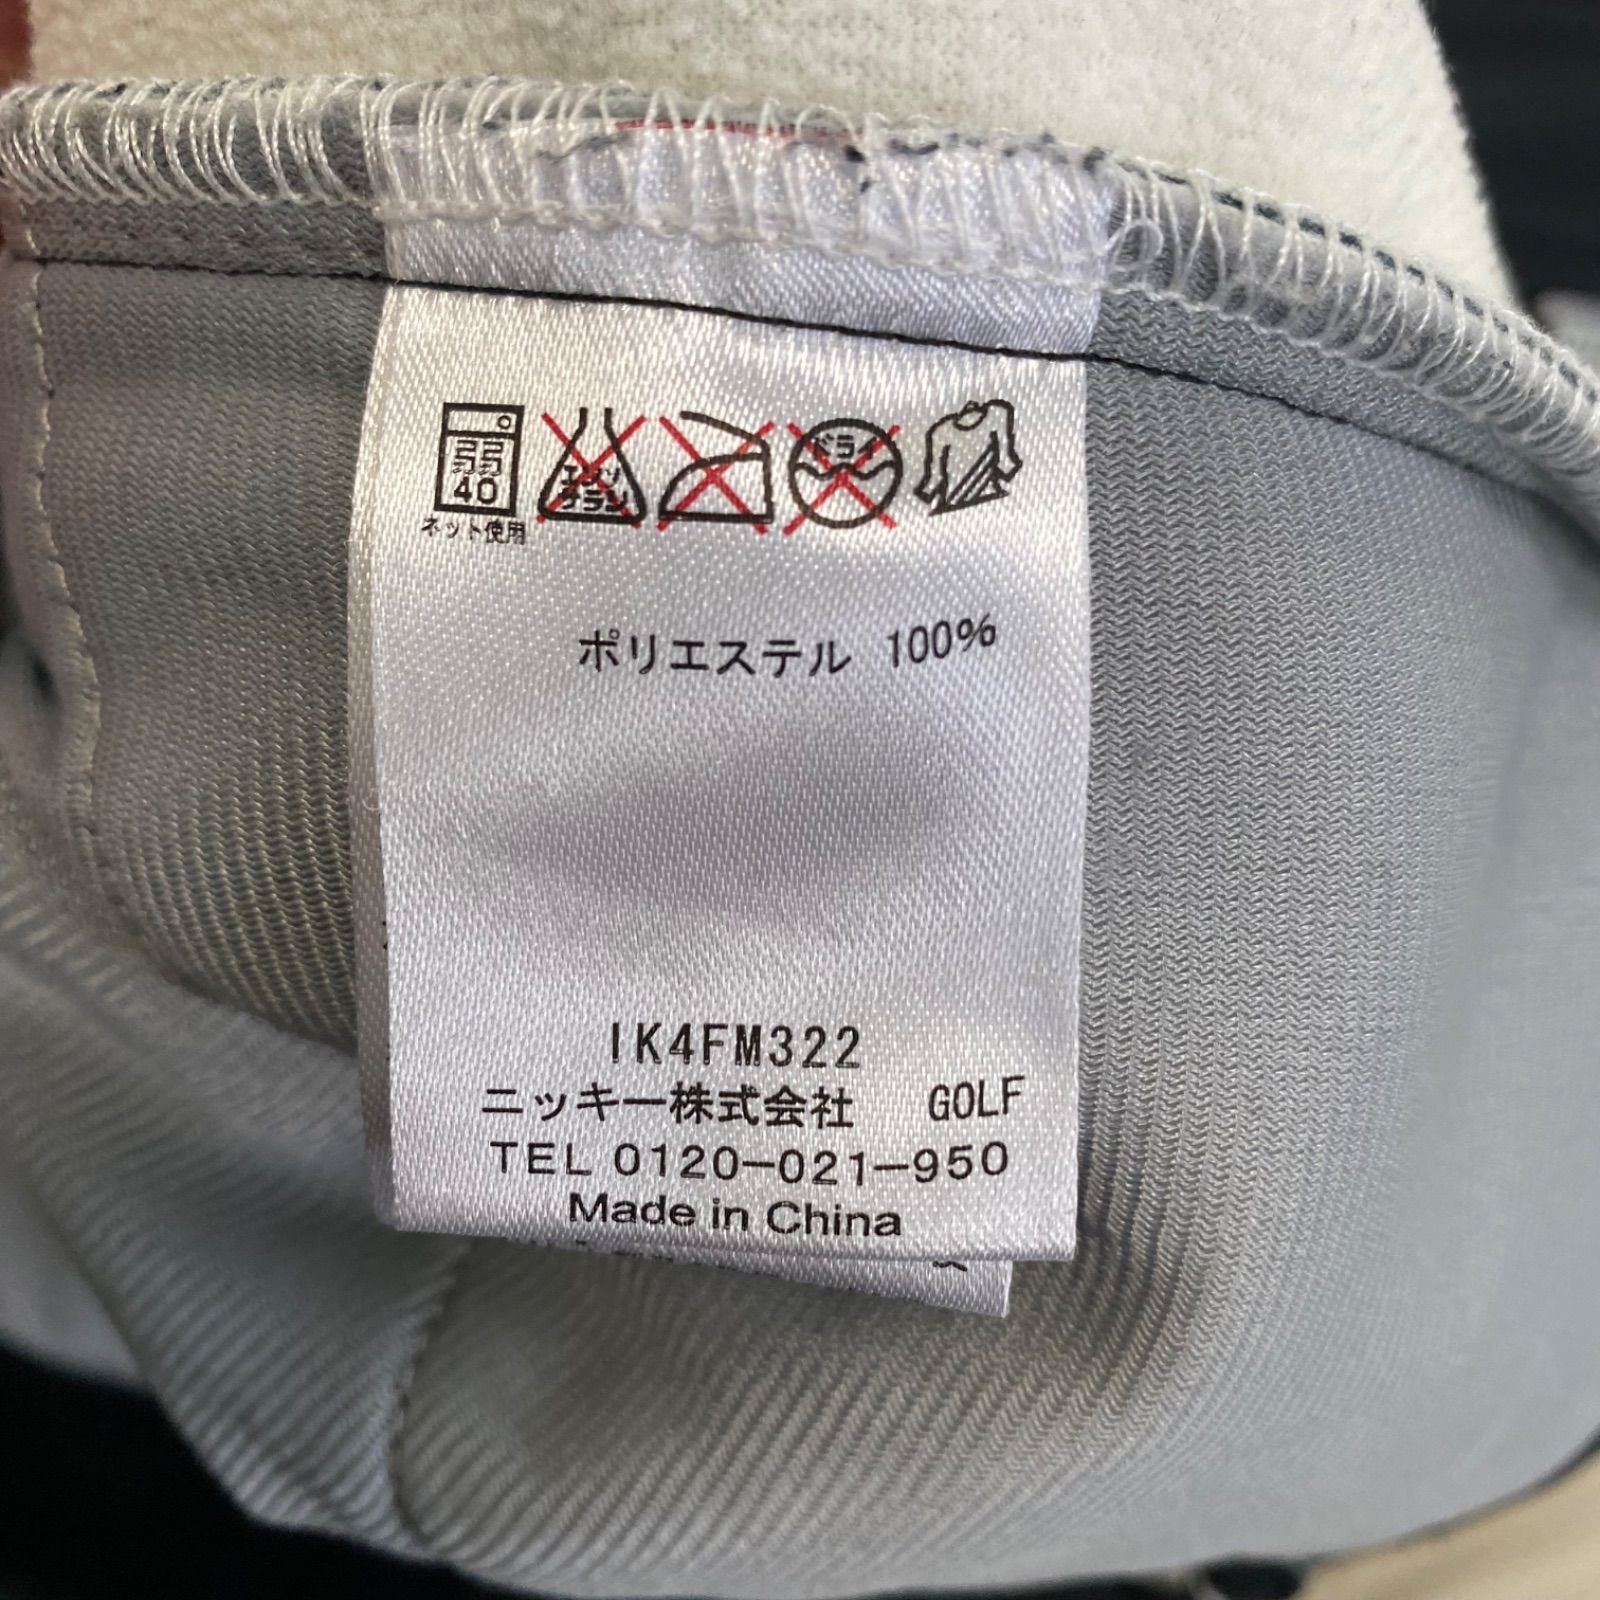 弱
40
ネット使用
エンソ
サラシ
ドライ
ポリエステル 100%
IK4FM322
ニッキー株式会社 GOLF
TEL 0120-021-950
Made in China